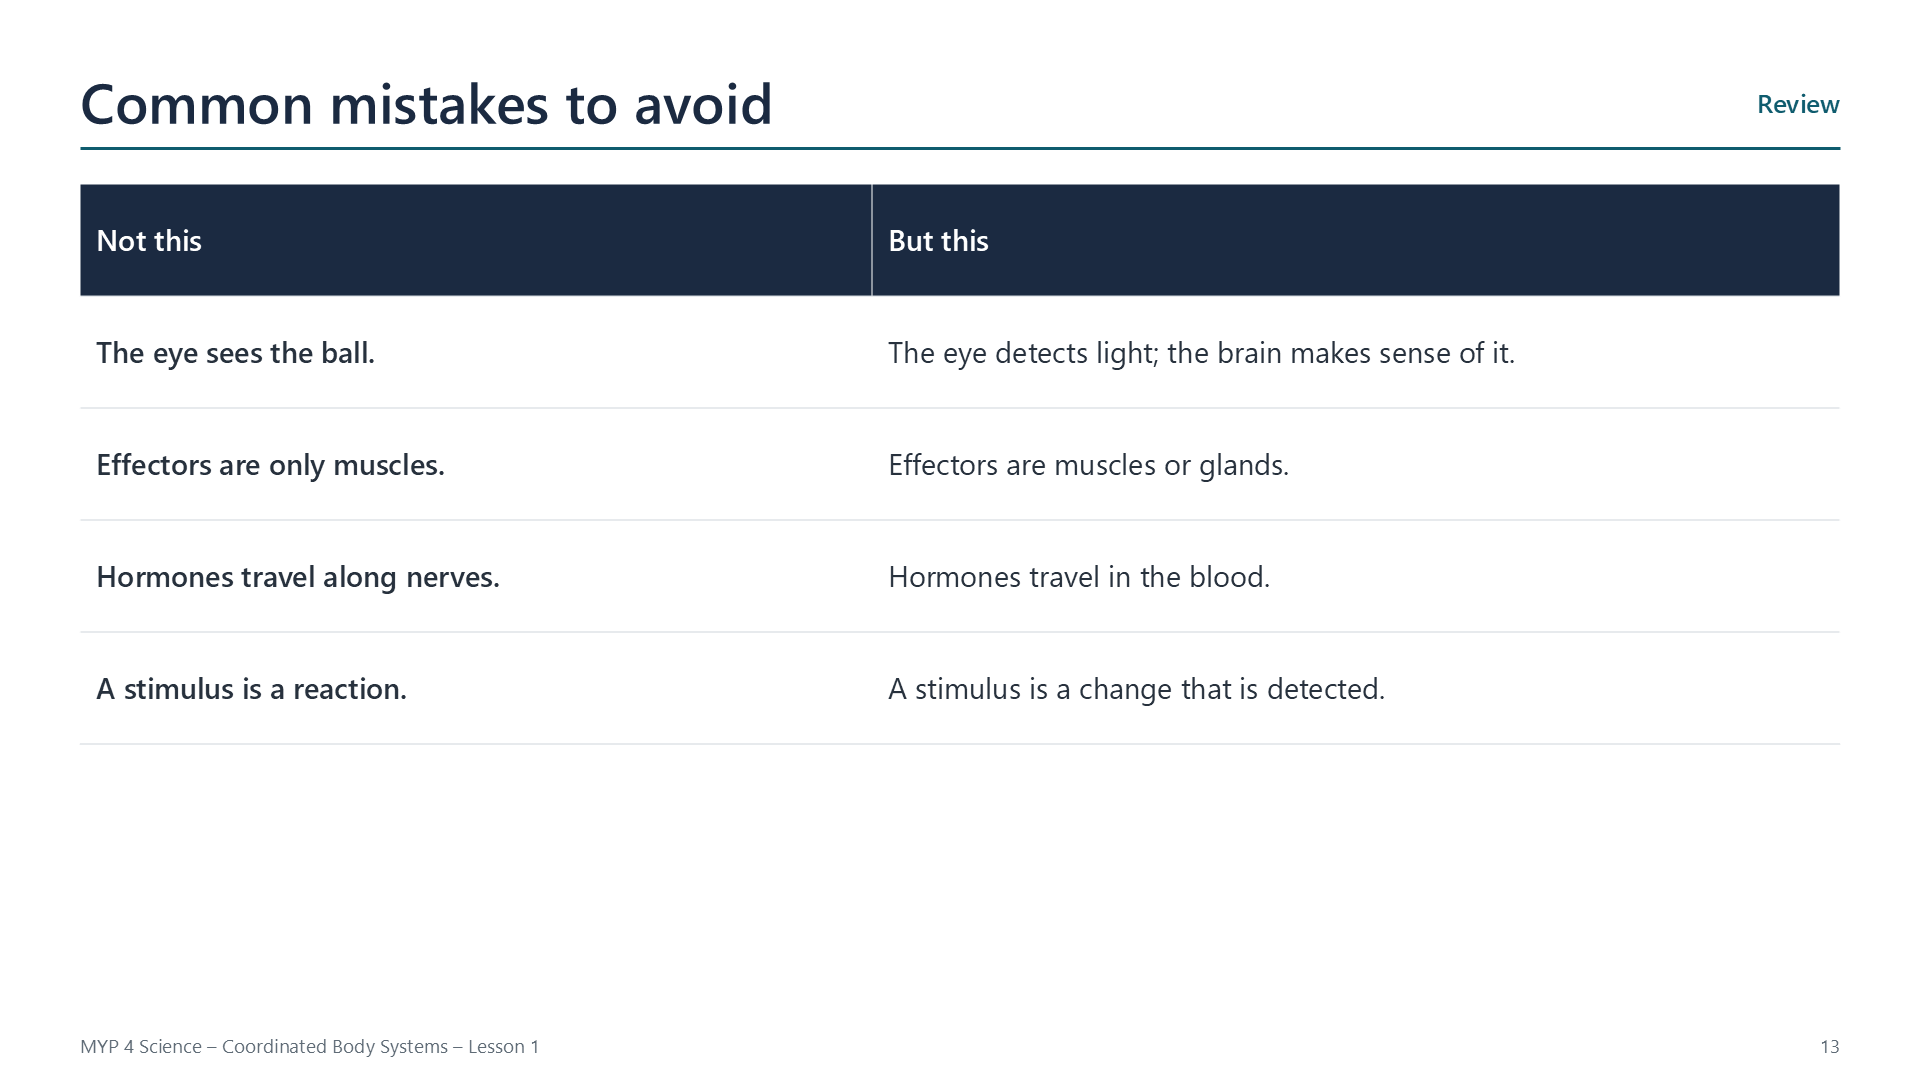 Common mistakes to avoid
Review
Not this
But this
The eye sees the ball.
The eye detects light; the brain makes sense of it.
Effectors are only muscles.
Effectors are muscles or glands.
Hormones travel along nerves.
Hormones travel in the blood.
A stimulus is a reaction.
A stimulus is a change that is detected.
MYP 4 Science – Coordinated Body Systems – Lesson 1
13